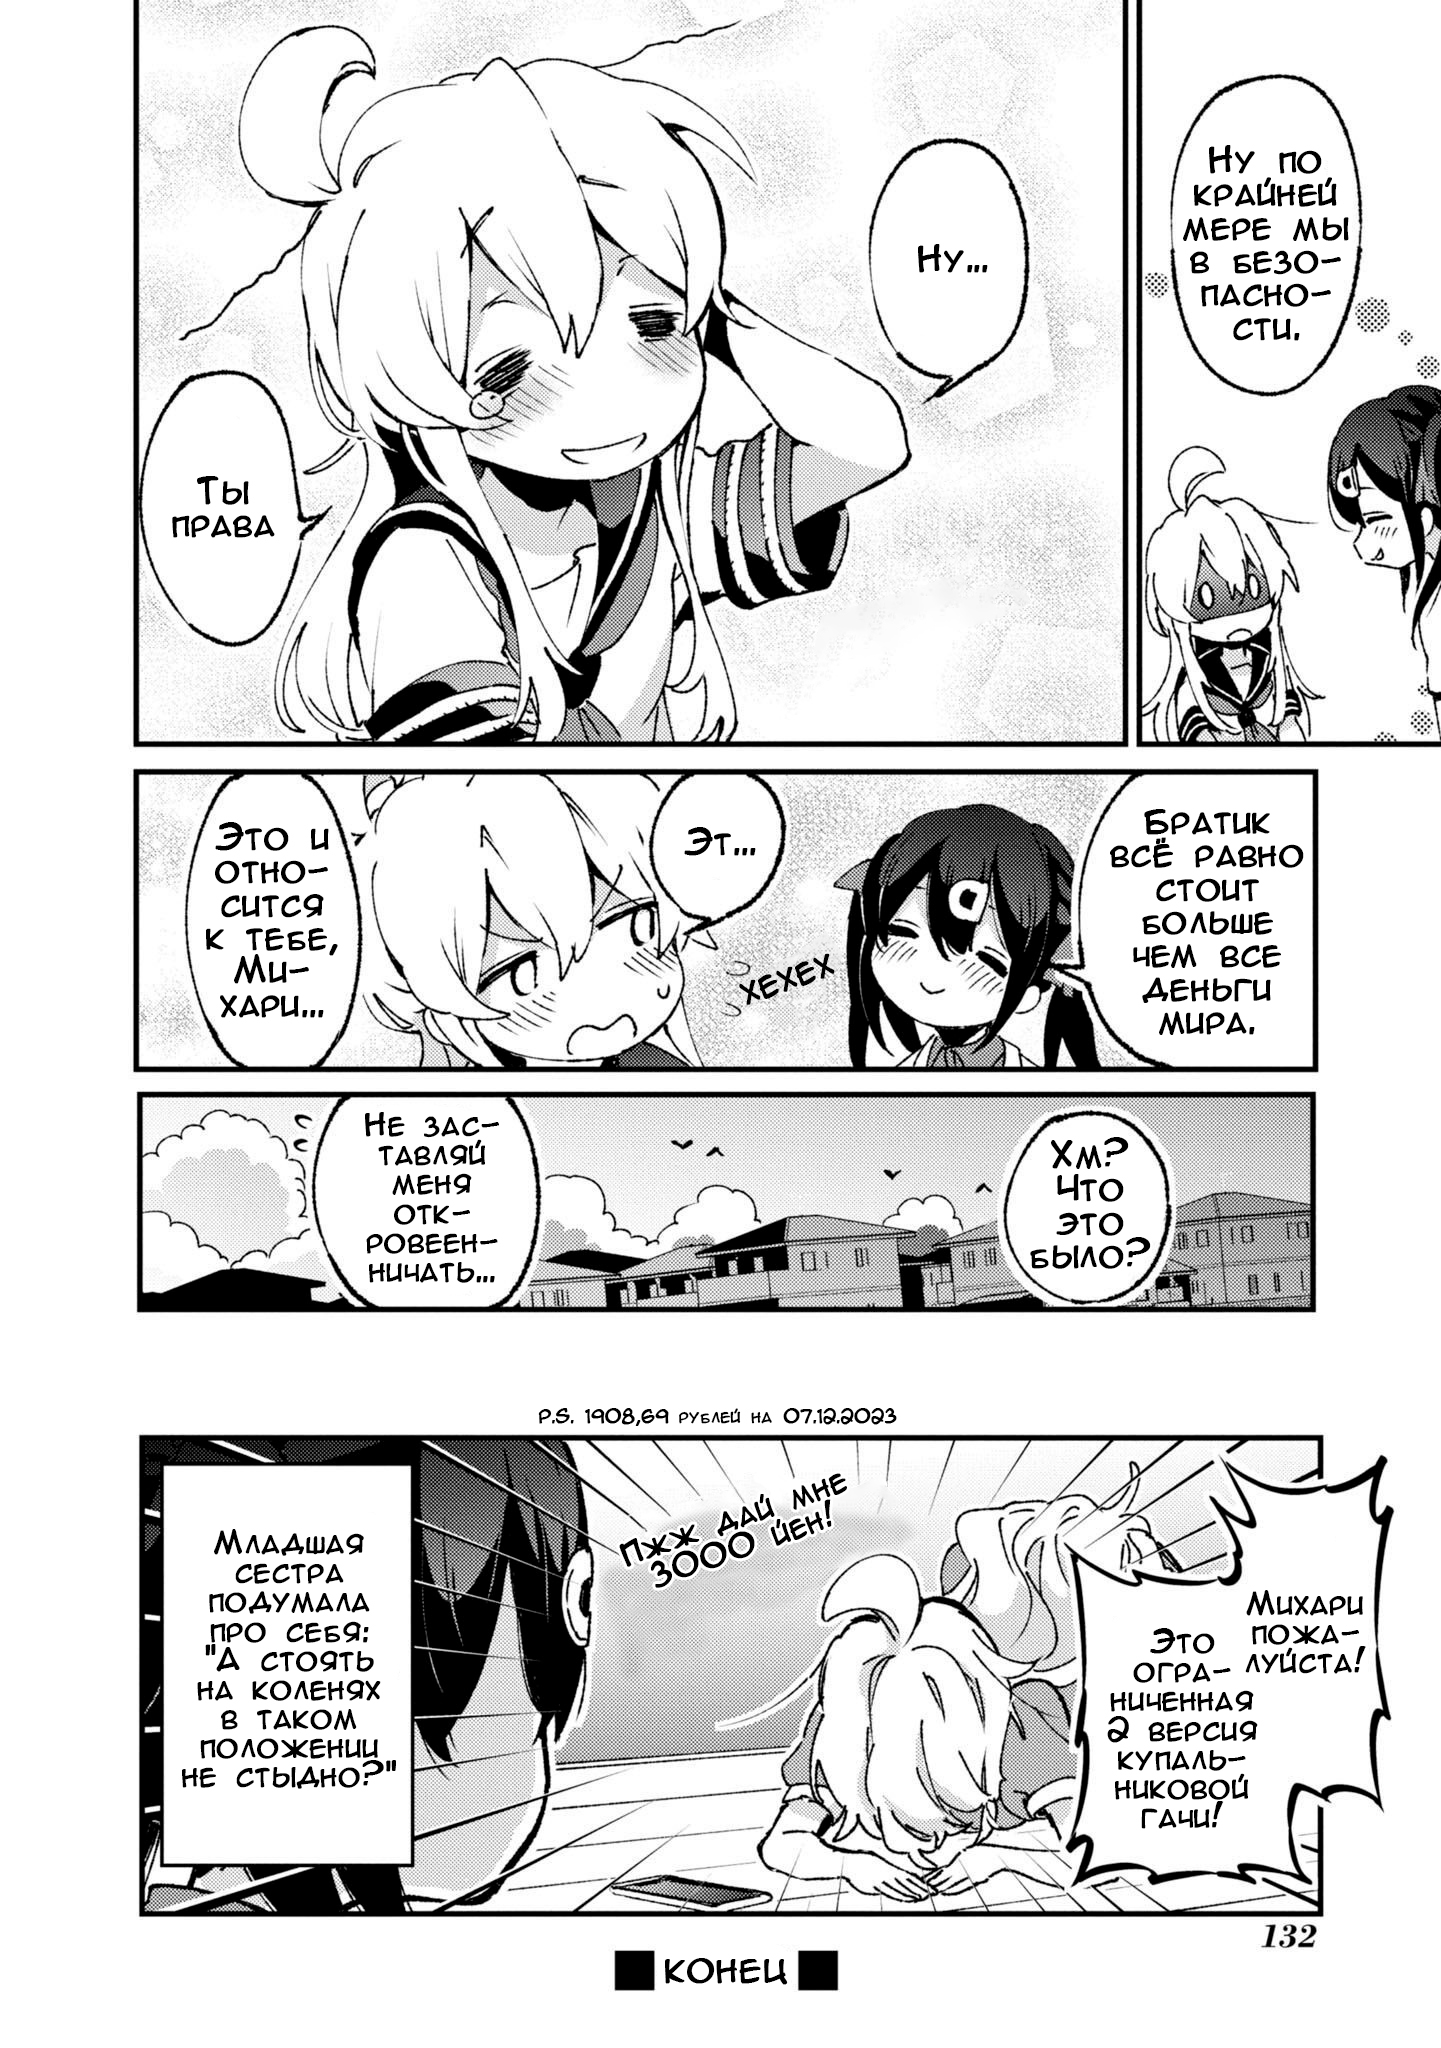 Ну по
крайней
мере мы
в безо-
пасно-
сти.
Ну...
Ты
права
Братик
всё равно
стоит
больше
чем все
деньги
мира.
хехех
Эт...
Это и
отно-
сится
к тебе,
Ми-
хари...
Хм?
Что
это
было?
Не зас-
тавляй
меня
отк-
ровеен-
ничать...
P.S. 1908,69 рублей на 07.12.2023
Михари
пожа-
луйста!
Это
огра-
ниченная
2 версия
купаль-
никовой
гачи!
Пжж дай мне
3000 йен!
Младшая
сестра
подумала
про себя:
"А стоять
на коленях
в таком
положении
не стыдно?"
132
конец